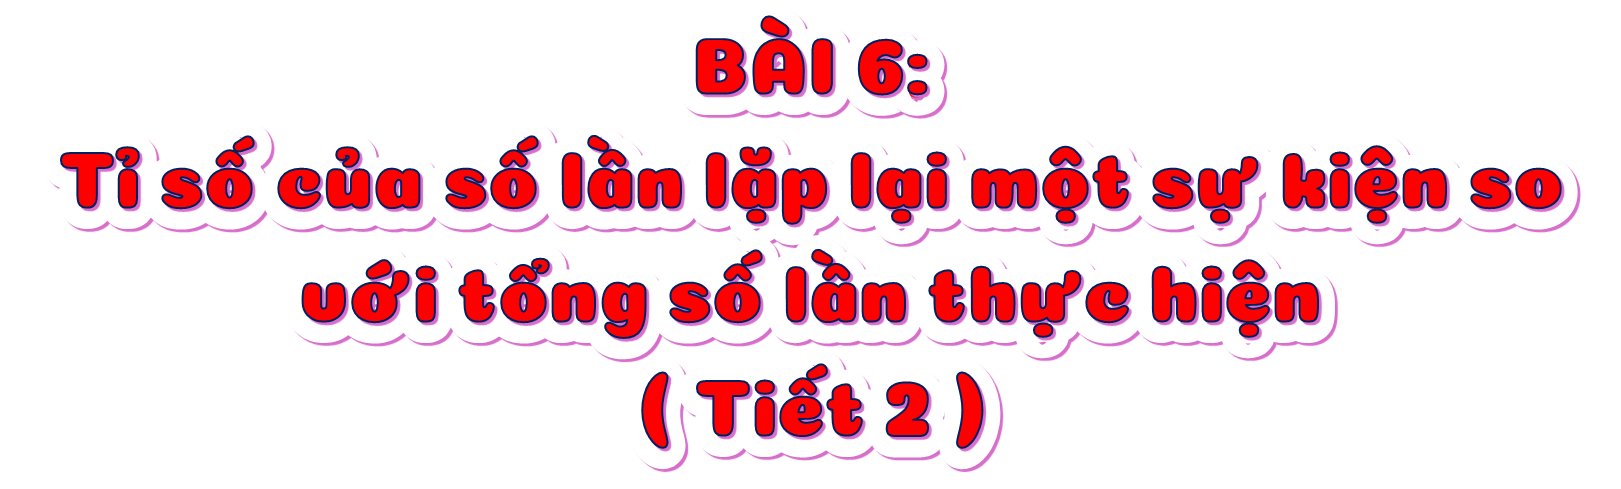 BÀI 6:
Tỉ số của số lần lặp lại một sự kiện so
với tổng số lần thực hiện
( Tiết 2 )